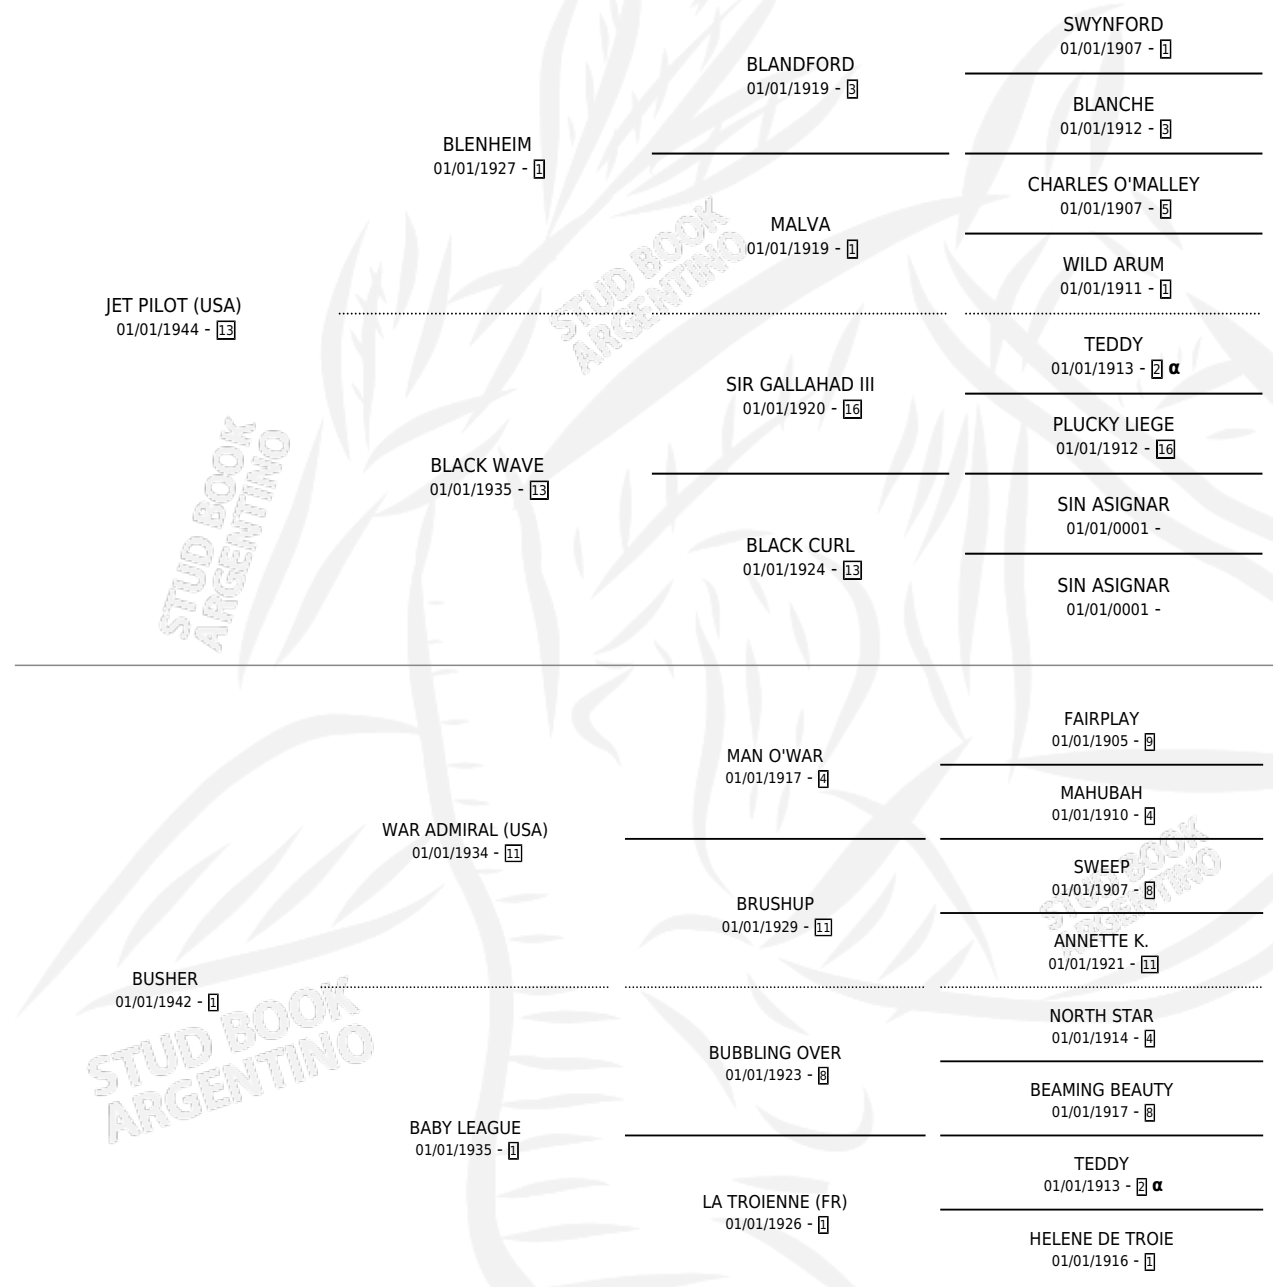 SWYNFORD
01/01/1907 - 1
BLANDFORD
01/01/1919 - 3
BLANCHE
01/01/1912 - 3
BLENHEIM
01/01/1927 - 1
CHARLES O'MALLEY
01/01/1907 - 5
MALVA
01/01/1919 - 1
WILD ARUM
01/01/1911 - 1
JET PILOT (USA)
01/01/1944 - 13
TEDDY
01/01/1913 - 2 α
SIR GALLAHAD III
01/01/1920 - 16
PLUCKY LIEGE
01/01/1912 - 16
BLACK WAVE
01/01/1935 - 13
SIN ASIGNAR
01/01/0001 -
BLACK CURL
01/01/1924 - 13
SIN ASIGNAR
01/01/0001 -
STUD BOOK
ARGENTINO
STUD BOOK
ARGENTINO
FAIRPLAY
01/01/1905 - 9
MAN O'WAR
01/01/1917 - 4
MAHUBAH
01/01/1910 - 4
WAR ADMIRAL (USA)
01/01/1934 - 11
SWEEP
01/01/1907 - 8
BRUSHUP
01/01/1929 - 11
ANNETTE K.
01/01/1921 - 11
BUSHER
01/01/1942 - 1
NORTH STAR
01/01/1914 - 4
BUBBLING OVER
01/01/1923 - 8
BEAMING BEAUTY
01/01/1917 - 8
BABY LEAGUE
01/01/1935 - 1
TEDDY
01/01/1913 - 2 α
LA TROIENNE (FR)
01/01/1926 - 1
HELENE DE TROIE
01/01/1916 - 1
STUD BOOK
ARGENTINO
STUD BOOK
ARGENTINO